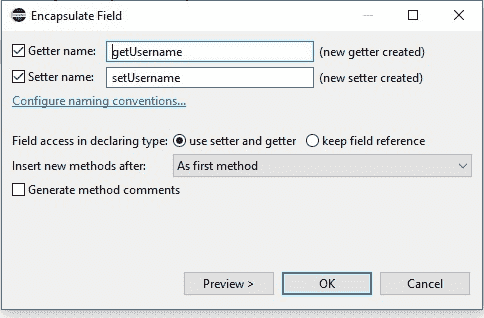 Encapsulate Field
Getter name: getUsername (new getter created)
Setter name: setUsername (new setter created)
Configure naming conventions...
Field access in declaring type: use setter and getter keep field reference
Insert new methods after: As first method
Generate method comments
Preview > OK Cancel